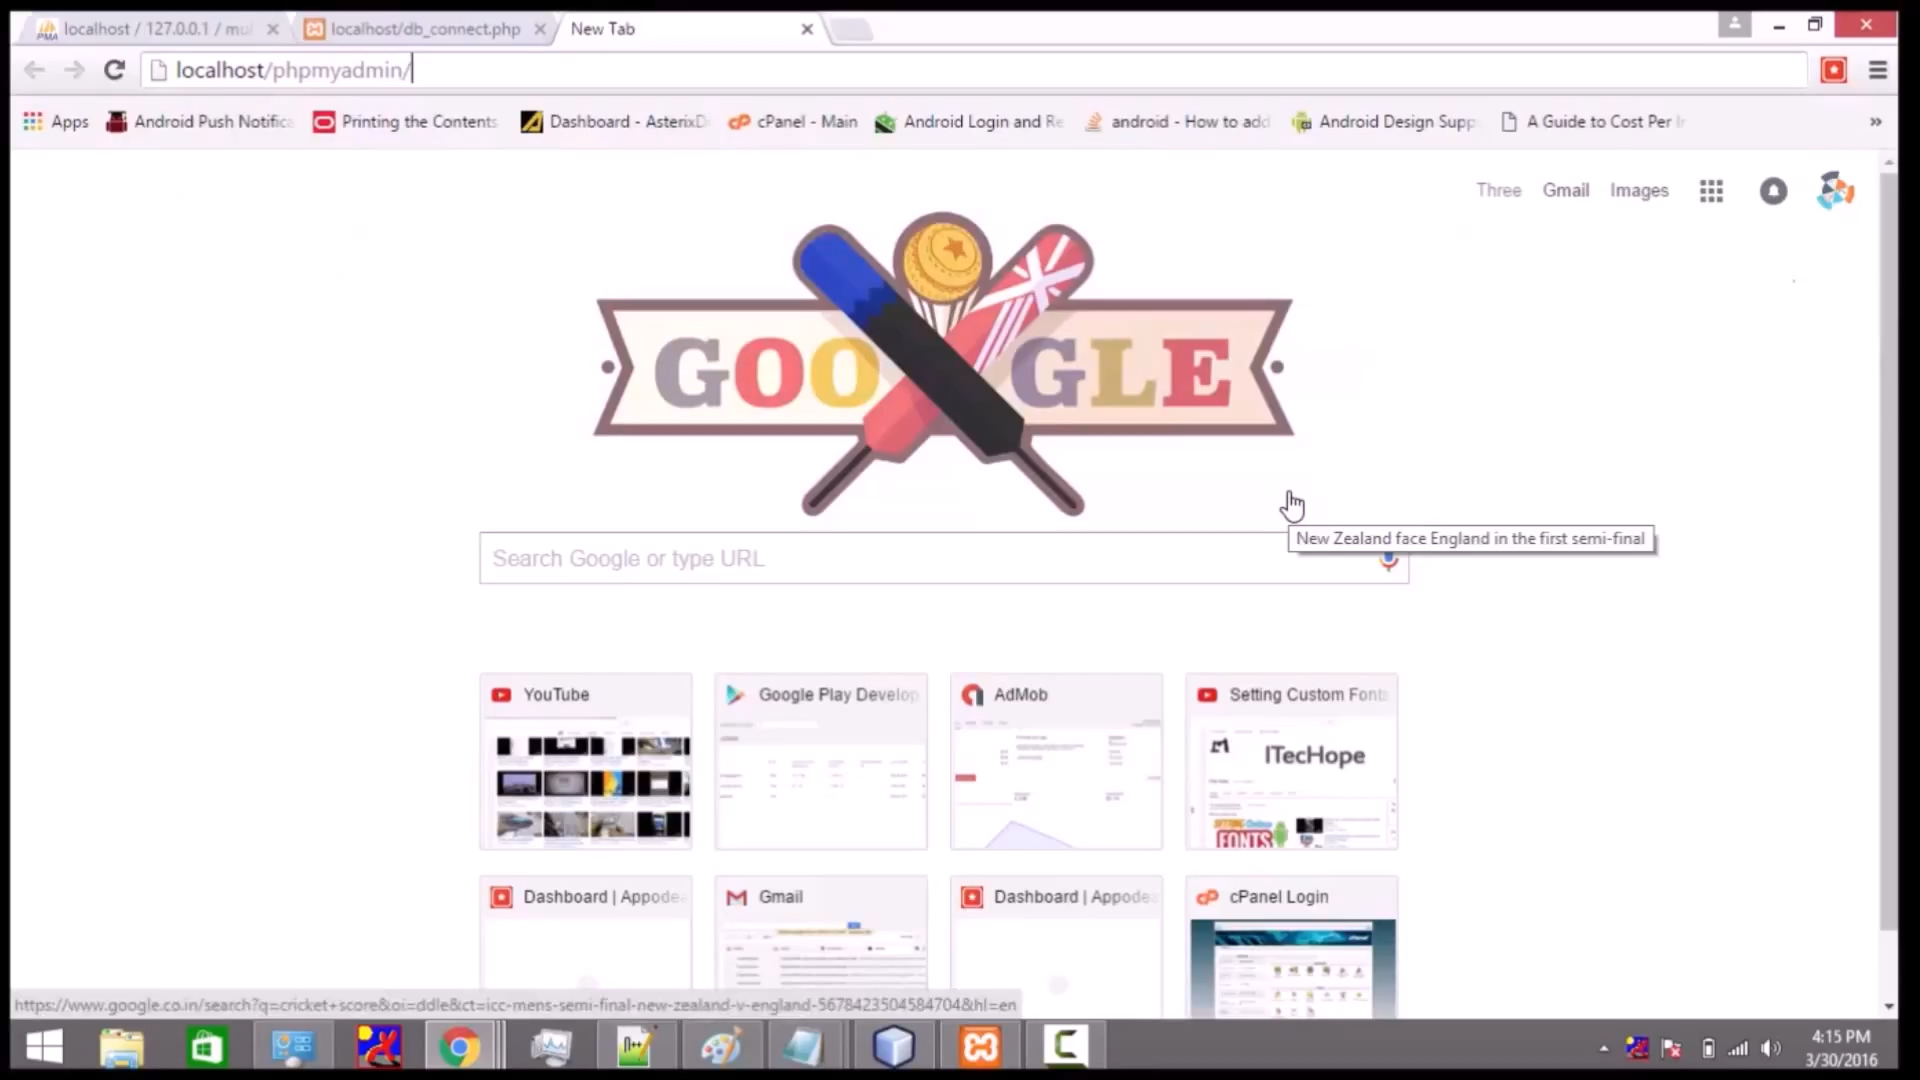 localhost / 127.0.0.1 / mul
localhost/db_connect.php
New Tab
localhost/phpmyadmin/
Apps
Android Push Notifica
Printing the Contents
Dashboard - AsterixD
cPanel - Main
Android Login and Re
android - How to add
Android Design Supp
A Guide to Cost Per In
»
Three
Gmail
Images
GOOGLE
New Zealand face England in the first semi-final
Search Google or type URL
YouTube
Google Play Develop
AdMob
Setting Custom Fonts
ITecHope
FONTS
Dashboard | Appodea
Gmail
Dashboard | Appodea
cPanel Login
https://www.google.co.in/search?q=cricket+score&oi=ddle&ct=icc-mens-semi-final-new-zealand-v-england-5678423504584704&hl=en
4:15 PM
3/30/2016